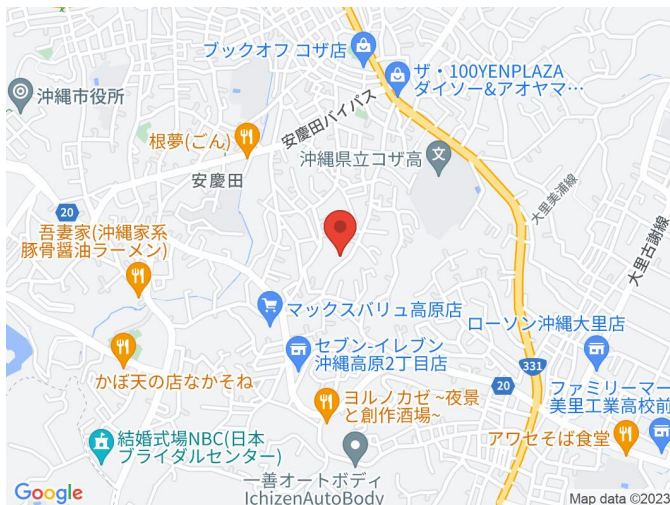 ブックオフ コザ店
ザ・100YENPLAZA
ダイソー&アオヤマ…
沖縄市役所
安慶田バイパス
根夢(ごん)
沖縄県立コザ高
文
安慶田
大里美浦線
20
吾妻家(沖縄家系
豚骨醤油ラーメン)
大里古謝線
マックスバリュ高原店
ローソン沖縄大里店
セブン-イレブン
沖縄高原2丁目店
331
かぼ天の店なかそね
20
ファミリーマー
美里工業高校前
ヨルノカゼ ~夜景
と創作酒場~
アワセそば食堂
結婚式場NBC(日本
ブライダルセンター)
一善オートボディ
IchizenAutoBody
Google
Map data ©2023